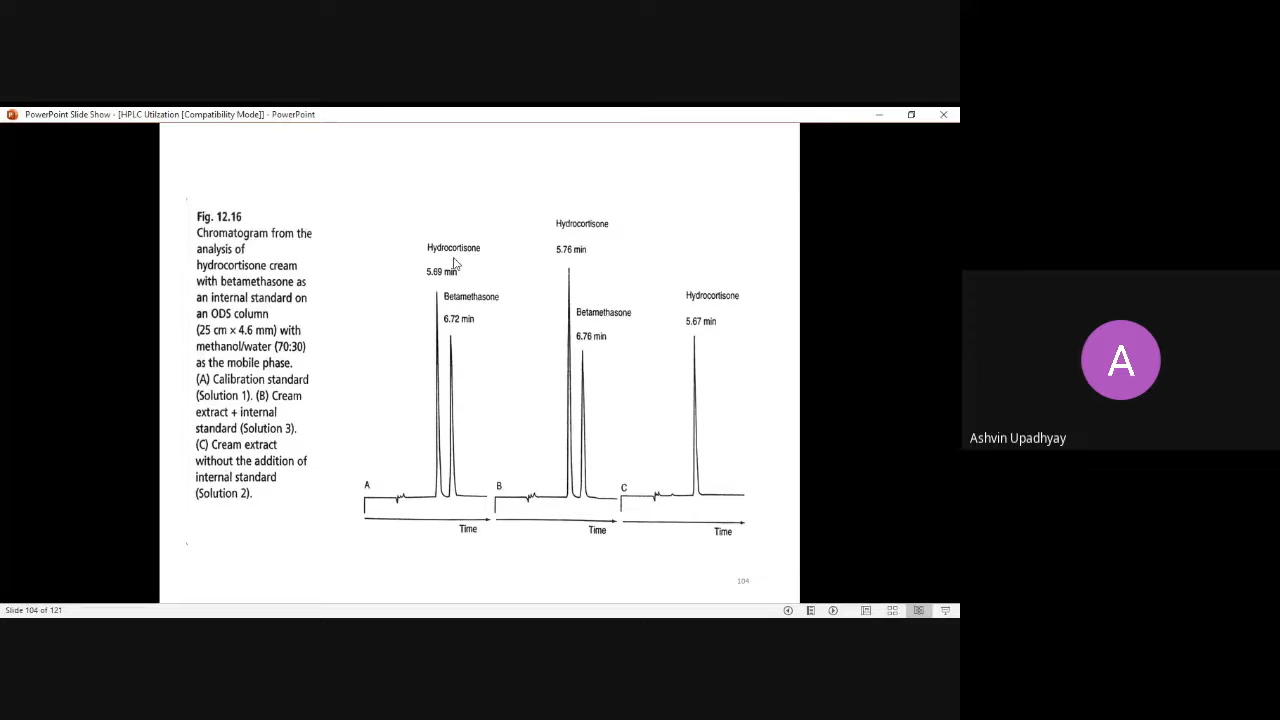 PowerPoint Slide Show - [HPLC Utilzation [Compatibility Mode]] - PowerPoint
Fig. 12.16
Chromatogram from the
analysis of
hydrocortisone cream
with betamethasone as
an internal standard on
an ODS column
(25 cm × 4.6 mm) with
methanol/water (70:30)
as the mobile phase.
(A) Calibration standard
(Solution 1). (B) Cream
extract + internal
standard (Solution 3).
(C) Cream extract
without the addition of
internal standard
(Solution 2).
Hydrocortisone
5.69 min
Betamethasone
6.72 min
A
Time
Hydrocortisone
5.76 min
Betamethasone
6.76 min
B
Time
Hydrocortisone
5.67 min
C
Time
104
Slide 104 of 121
A
Ashvin Upadhyay